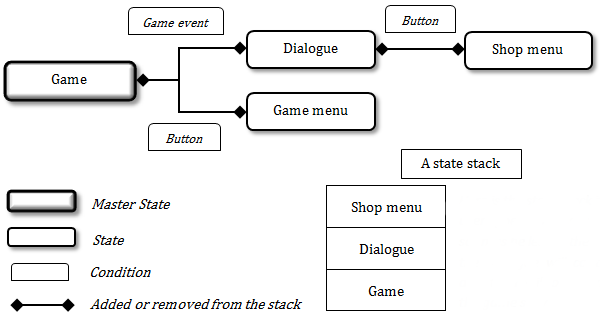 Game event
Button
Dialogue
Shop menu
Game
Game menu
Button
A state stack
Master State
State
Condition
Added or removed from the stack
Shop menu
Dialogue
Game